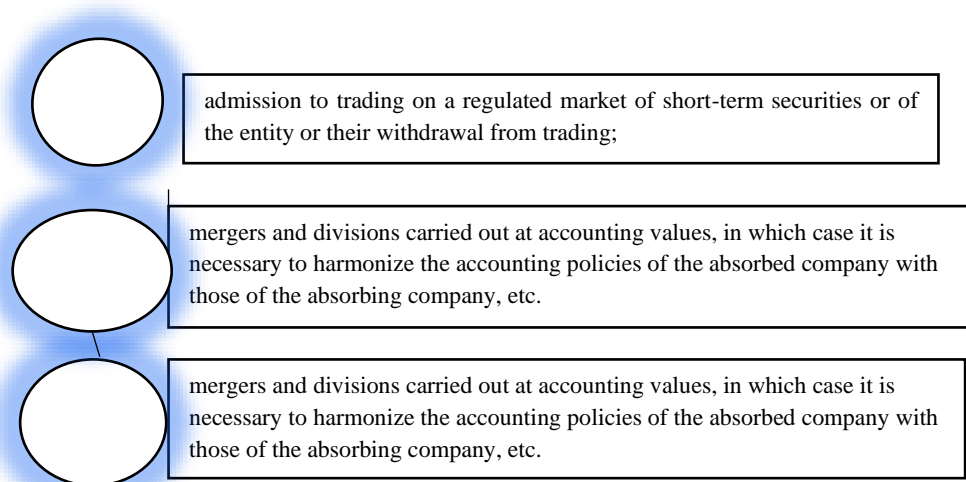 admission to trading on a regulated market of short-term securities or of
the entity or their withdrawal from trading;
mergers and divisions carried out at accounting values, in which case it is
necessary to harmonize the accounting policies of the absorbed company with
those of the absorbing company, etc.
mergers and divisions carried out at accounting values, in which case it is
necessary to harmonize the accounting policies of the absorbed company with
those of the absorbing company, etc.